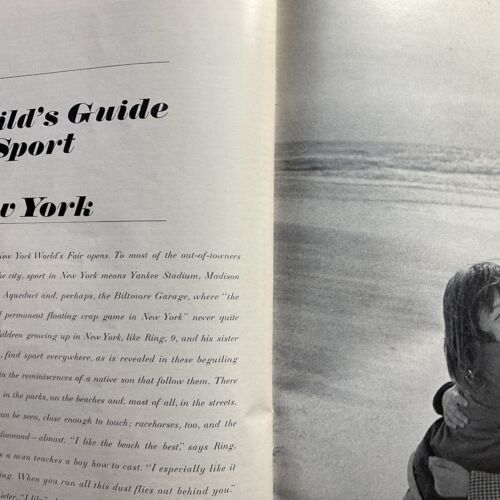 ild's Guide
Sport
w York
New York World's Fair opens. To most of the out-of-towners
he city, sport in New York means Yankee Stadium, Madison
Aqueduct and, perhaps, the Biltmore Garage, where "the
d permanent floating crap game in New York" never quite
hildren growing up in New York, like Ring, 9, and his sister
, find sport everywhere, as is revealed in these beguiling
in the reminiscences of a native son that follow them. There
in the parks, on the beaches and, most of all, in the streets.
can be seen, close enough to touch; racehorses, too, and the
diamond—almost. "I like the beach the best," says Ring,
s a man teaches a boy how to cast. "I especially like it
ing. When you run all this dust flies out behind you."